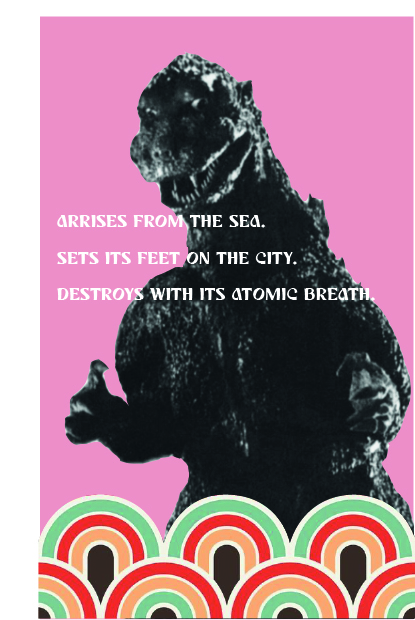 ARRISES FROM THE SEA.
SETS ITS FEET ON THE CITY.
DESTROYS WITH ITS ATOMIC BREATH.